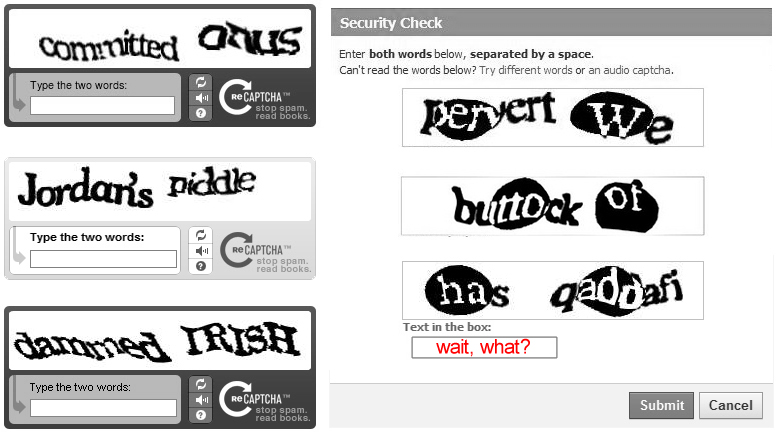 committed
Type the two words:
reCAPTCHA™
stop spam.
read books.
Jordan's piddle
Type the two words:
reCAPTCHA™
stop spam.
read books.
dammed IRISH
Type the two words:
reCAPTCHA™
stop spam.
read books.
Security Check
Enter both words below, separated by a space.
Can't read the words below? Try different words or an audio captcha.
pervert We
buttock of
has qaddafi
Text in the box:
wait, what?
Submit Cancel